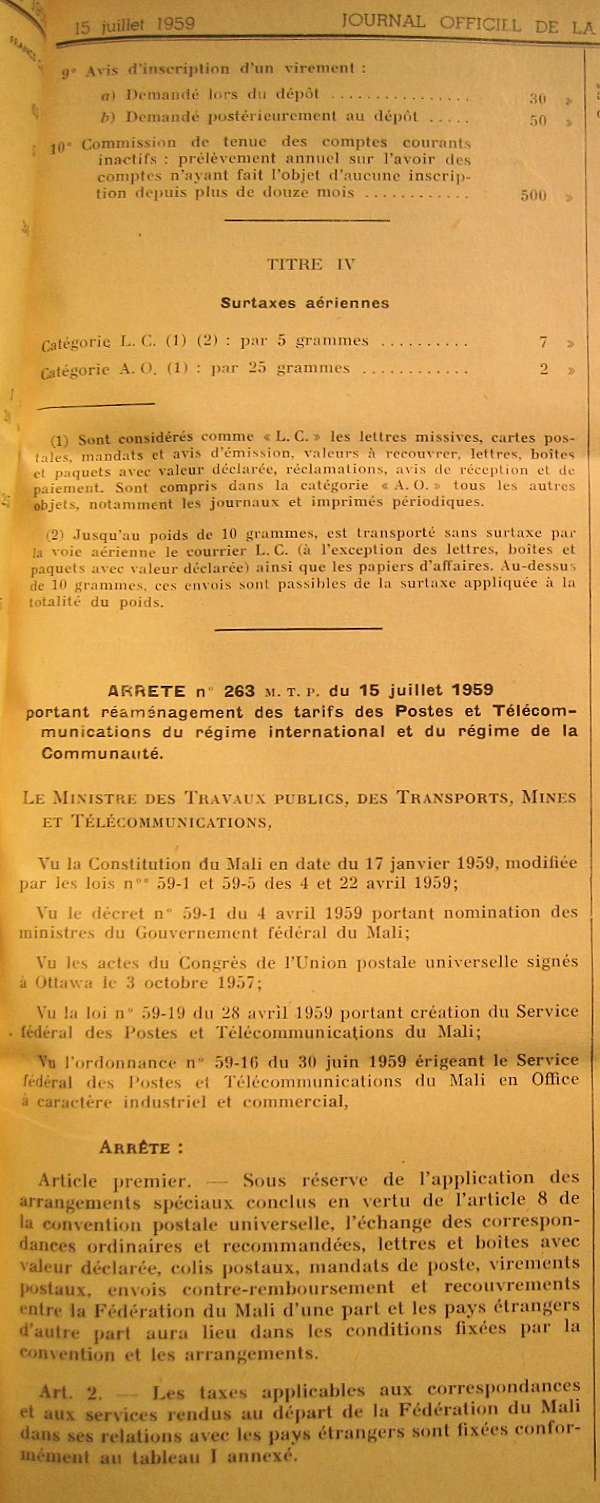 15 juillet 1959 JOURNAL OFFICIEL DE LA
9° Avis d'inscription d'un virement :
a) Demandé lors du dépôt ................ 30 »
b) Demandé postérieurement au dépôt ..... 50 »
10° Commission de tenue des comptes courants
inactifs : prélèvement annuel sur l'avoir des
comptes n'ayant fait l'objet d'aucune inscrip-
tion depuis plus de douze mois ............ 500 »
TITRE IV
Surtaxes aériennes
Catégorie L. C. (1) (2) : par 5 grammes .......... 7 »
Catégorie A. O. (1) : par 25 grammes ............ 2 »
(1) Sont considérés comme « L. C. » les lettres missives, cartes pos-
tales, mandats et avis d'émission, valeurs à recouvrer, lettres, boîtes
et paquets avec valeur déclarée, réclamations, avis de réception et de
paiement. Sont compris dans la catégorie « A. O. » tous les autres
objets, notamment les journaux et imprimés périodiques.
(2) Jusqu'au poids de 10 grammes, est transporté sans surtaxe par
la voie aérienne le courrier L. C. (à l'exception des lettres, boîtes et
paquets avec valeur déclarée) ainsi que les papiers d'affaires. Au-dessus
de 10 grammes, ces envois sont passibles de la surtaxe appliquée à la
totalité du poids.
ARRETE n° 263 M. T. P. du 15 juillet 1959
portant réaménagement des tarifs des Postes et Télécom-
munications du régime international et du régime de la
Communauté.
LE MINISTRE DES TRAVAUX PUBLICS, DES TRANSPORTS, MINES
ET TÉLÉCOMMUNICATIONS,
Vu la Constitution du Mali en date du 17 janvier 1959, modifiée
par les lois n°° 59-1 et 59-5 des 4 et 22 avril 1959;
Vu le décret n° 59-1 du 4 avril 1959 portant nomination des
ministres du Gouvernement fédéral du Mali;
Vu les actes du Congrès de l'Union postale universelle signés
à Ottawa le 3 octobre 1957;
Vu la loi n° 59-19 du 28 avril 1959 portant création du Service
fédéral des Postes et Télécommunications du Mali;
Vu l'ordonnance n° 59-16 du 30 juin 1959 érigeant le Service
fédéral des Postes et Télécommunications du Mali en Office
à caractère industriel et commercial,
ARRÊTE :
Article premier. — Sous réserve de l'application des
arrangements spéciaux conclus en vertu de l'article 8 de
la convention postale universelle, l'échange des correspon-
dances ordinaires et recommandées, lettres et boîtes avec
valeur déclarée, colis postaux, mandats de poste, virements
postaux, envois contre-remboursement et recouvrements
entre la Fédération du Mali d'une part et les pays étrangers
d'autre part aura lieu dans les conditions fixées par la
convention et les arrangements.
Art. 2. — Les taxes applicables aux correspondances
et aux services rendus au départ de la Fédération du Mali
dans ses relations avec les pays étrangers sont fixées confor-
mément au tableau I annexé.